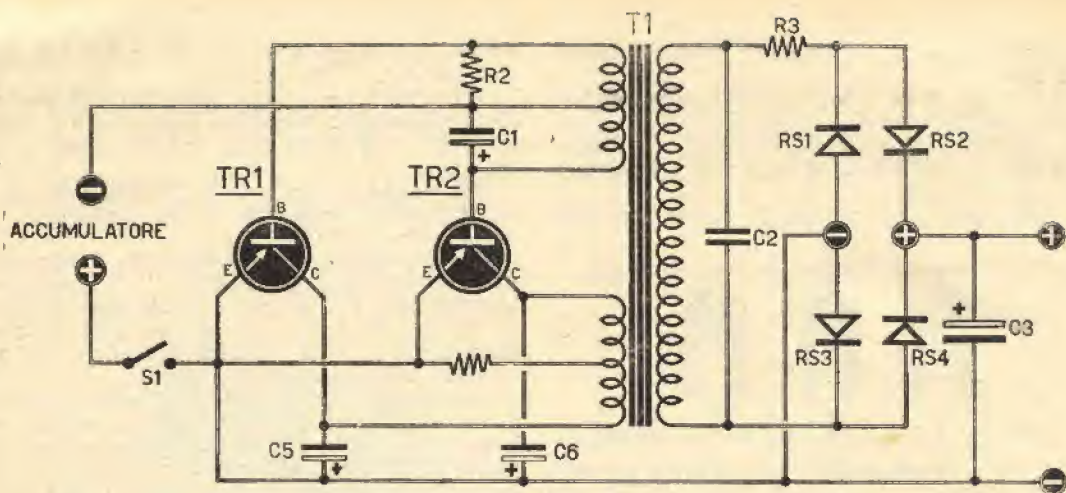 T1
R3
R2
C1
+
RS1
RS2
TR1
TR2
B
B
ACCUMULATORE
-
+
E
C
E
C
C2
-
+
+
+
C3
S1
RS3
RS4
C5
+
C6
+
-